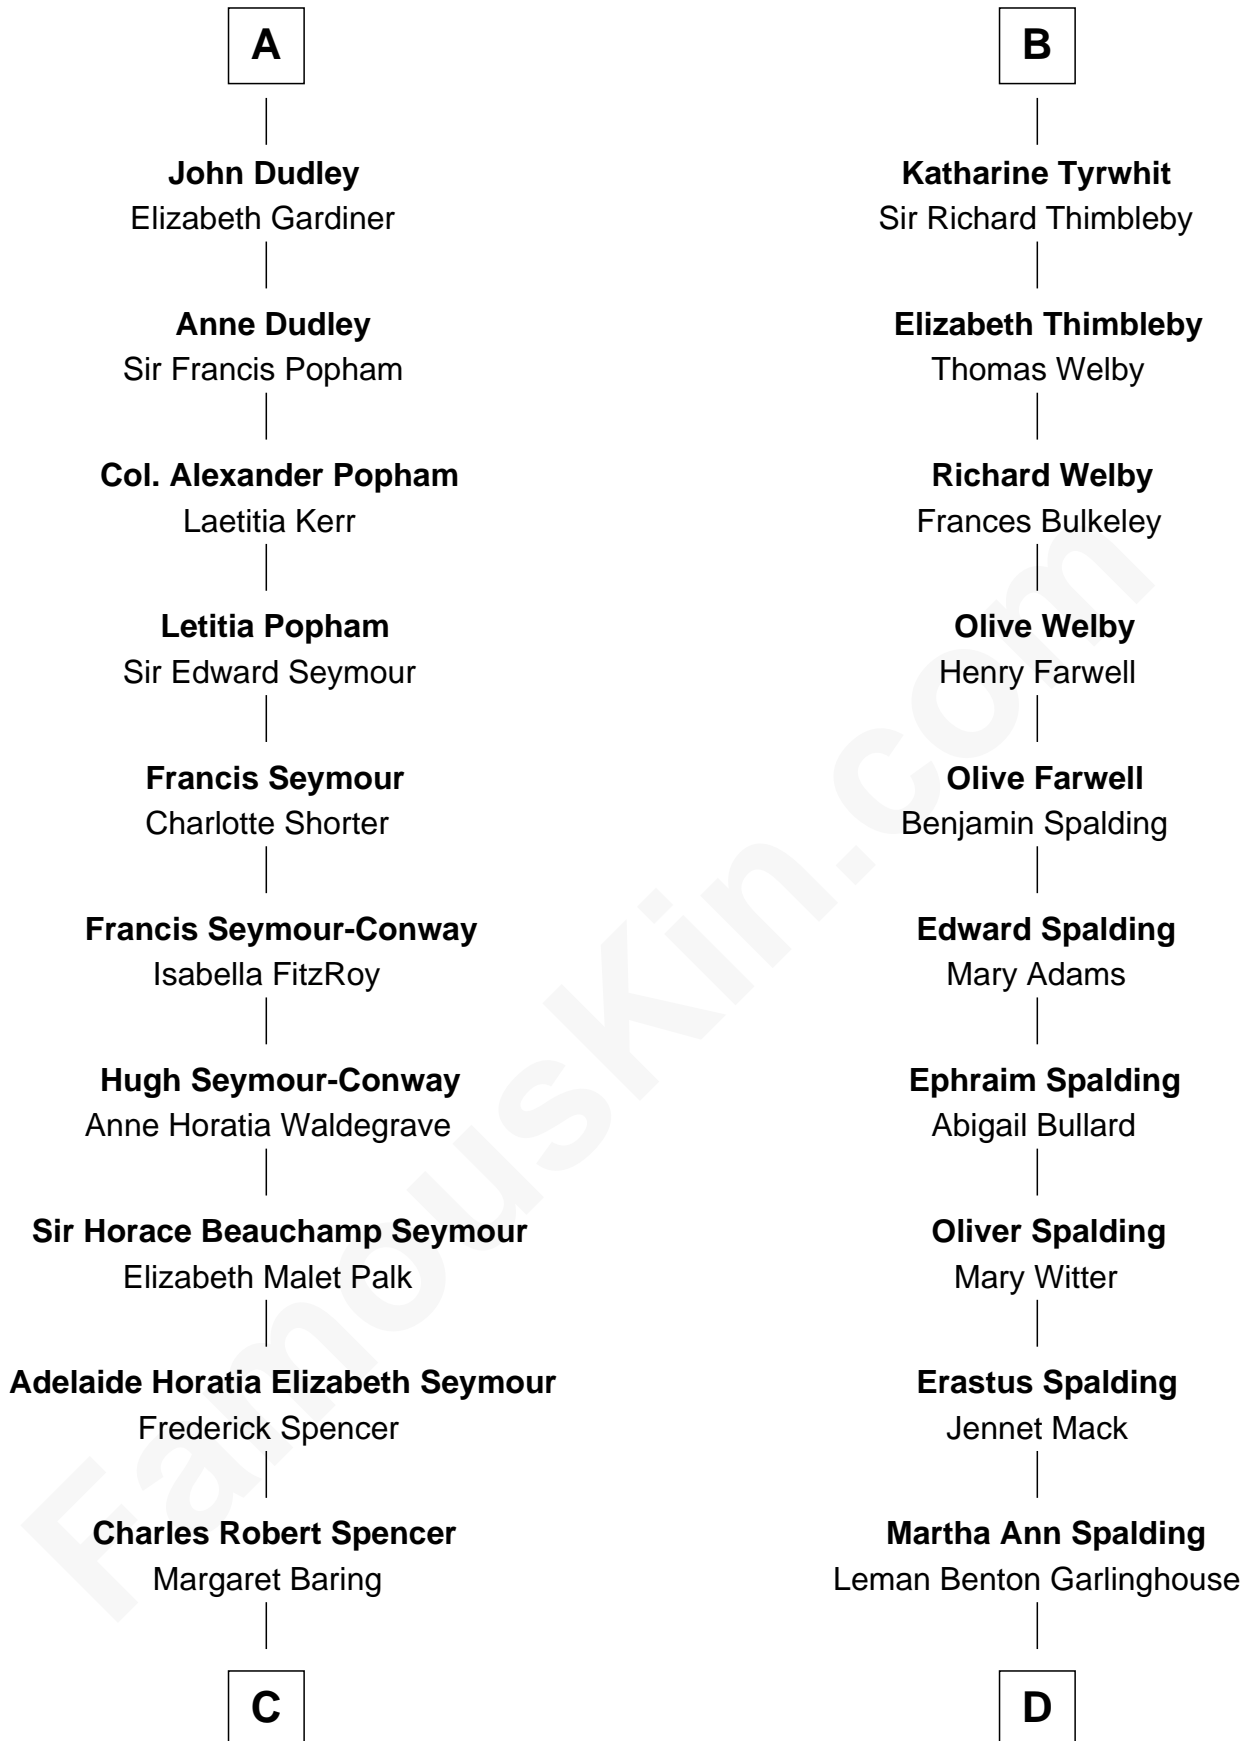 A
John Dudley
Elizabeth Gardiner
Anne Dudley
Sir Francis Popham
Col. Alexander Popham
Laetitia Kerr
Letitia Popham
Sir Edward Seymour
Francis Seymour
Charlotte Shorter
Francis Seymour-Conway
Isabella FitzRoy
Hugh Seymour-Conway
Anne Horatia Waldegrave
Sir Horace Beauchamp Seymour
Elizabeth Malet Palk
Adelaide Horatia Elizabeth Seymour
Frederick Spencer
Charles Robert Spencer
Margaret Baring
C
B
Katharine Tyrwhit
Sir Richard Thimbleby
Elizabeth Thimbleby
Thomas Welby
Richard Welby
Frances Bulkeley
Olive Welby
Henry Farwell
Olive Farwell
Benjamin Spalding
Edward Spalding
Mary Adams
Ephraim Spalding
Abigail Bullard
Oliver Spalding
Mary Witter
Erastus Spalding
Jennet Mack
Martha Ann Spalding
Leman Benton Garlinghouse
D
FamousKin.com